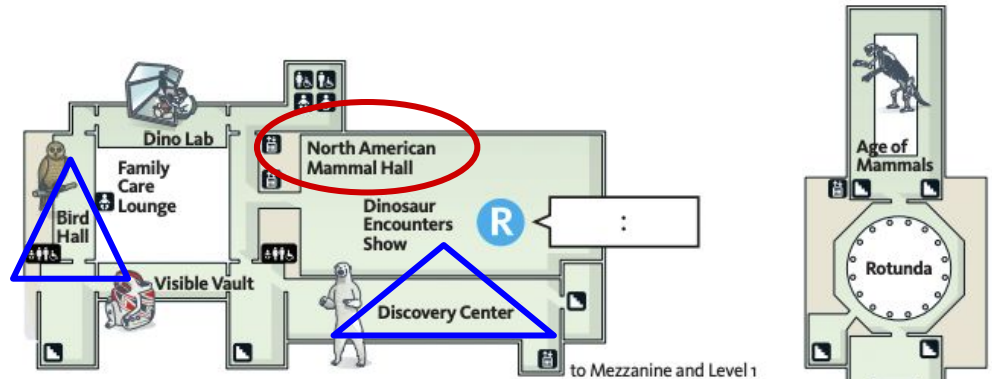 Dino Lab
North American
Mammal Hall
Family
Care
Lounge
Bird
Hall
Dinosaur
Encounters
Show
R
:
Visible Vault
Discovery Center
to Mezzanine and Level 1
Age of
Mammals
Rotunda